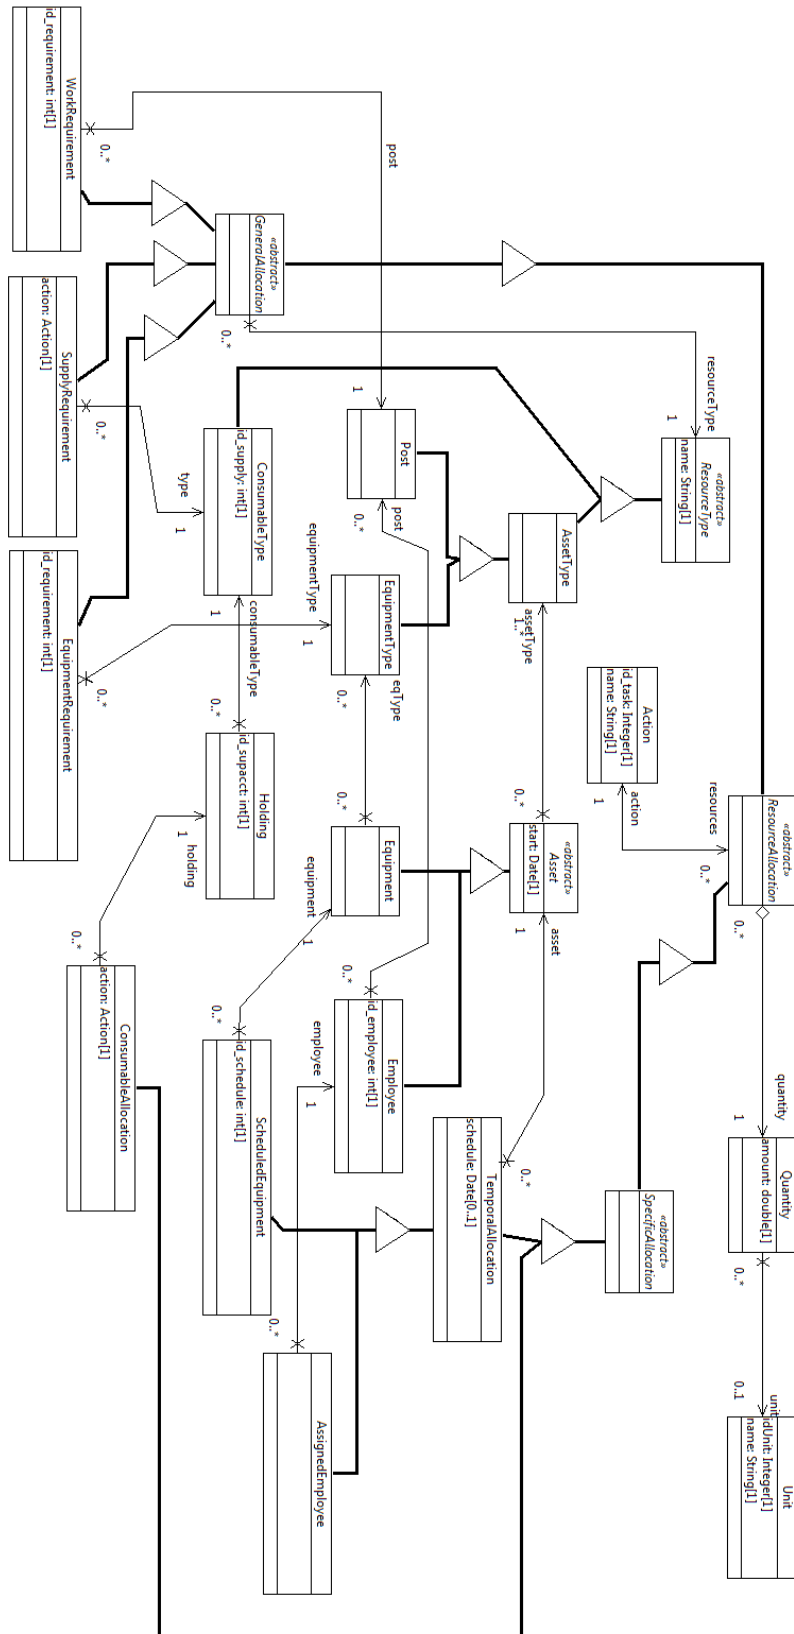 «abstract»
ResourceAllocation
0..*
0..*
resources
quantity
1
Quantity
amount: double[1]
0..*
0..1
unit
Unit
idUnit: Integer[1]
name: String[1]
resourceType
1
«abstract»
ResourceType
name: String[1]
Action
id_task: Integer[1]
name: String[1]
action
1
«abstract»
SpecificAllocation
AssetType
assetType
1..*
0..*
«abstract»
Asset
start: Date[1]
asset
1
0..*
TemporalAllocation
schedule: Date[0..1]
post
1
Post
post
0..*
equipmentType
1
EquipmentType
eqType
0..*
0..*
Equipment
equipment
1
0..*
Employee
id_employee: int[1]
employee
1
«abstract»
GeneralAllocation
0..*
ConsumableType
id_supply: int[1]
type
1
consumableType
1
0..*
Holding
id_supacct: int[1]
holding
1
0..*
ScheduledEquipment
id_schedule: int[1]
0..*
AssignedEmployee
WorkRequirement
id_requirement: int[1]
0..*
SupplyRequirement
action: Action[1]
0..*
EquipmentRequirement
id_requirement: int[1]
0..*
0..*
ConsumableAllocation
action: Action[1]